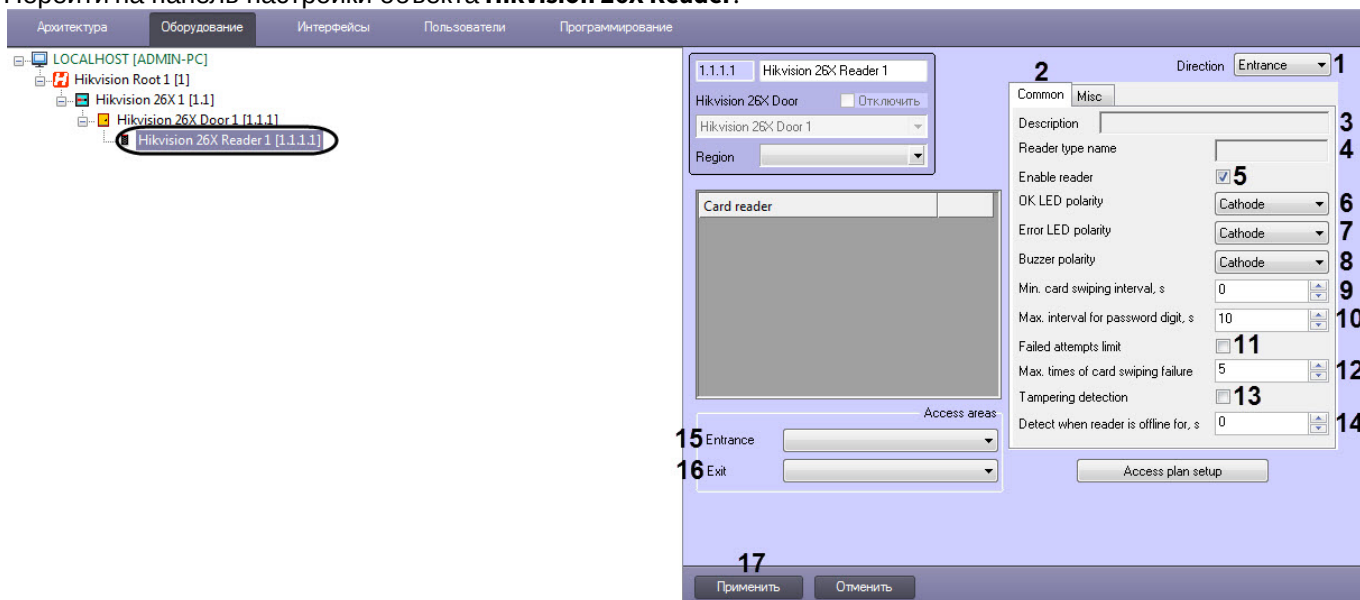 Перейти на панель настройки объекта Hikvision 26X Reader.
Архитектура Оборудование Интерфейсы Пользователи Программирование
LOCALHOST [ADMIN-PC]
Hikvision Root 1 [1]
Hikvision 26X 1 [1.1]
Hikvision 26X Door 1 [1.1.1]
Hikvision 26X Reader 1 [1.1.1.1]
1.1.1.1 Hikvision 26X Reader 1
Hikvision 26X Door Отключить
Hikvision 26X Door 1
Region
Card reader
Access areas
15 Entrance
16 Exit
Direction Entrance 1
2
Common Misc
Description 3
Reader type name 4
Enable reader 5
OK LED polarity Cathode 6
Error LED polarity Cathode 7
Buzzer polarity Cathode 8
Min. card swiping interval, s 0 9
Max. interval for password digit, s 10 10
Failed attempts limit 11
Max. times of card swiping failure 5 12
Tampering detection 13
Detect when reader is offline for, s 0 14
Access plan setup
17
Применить Отменить